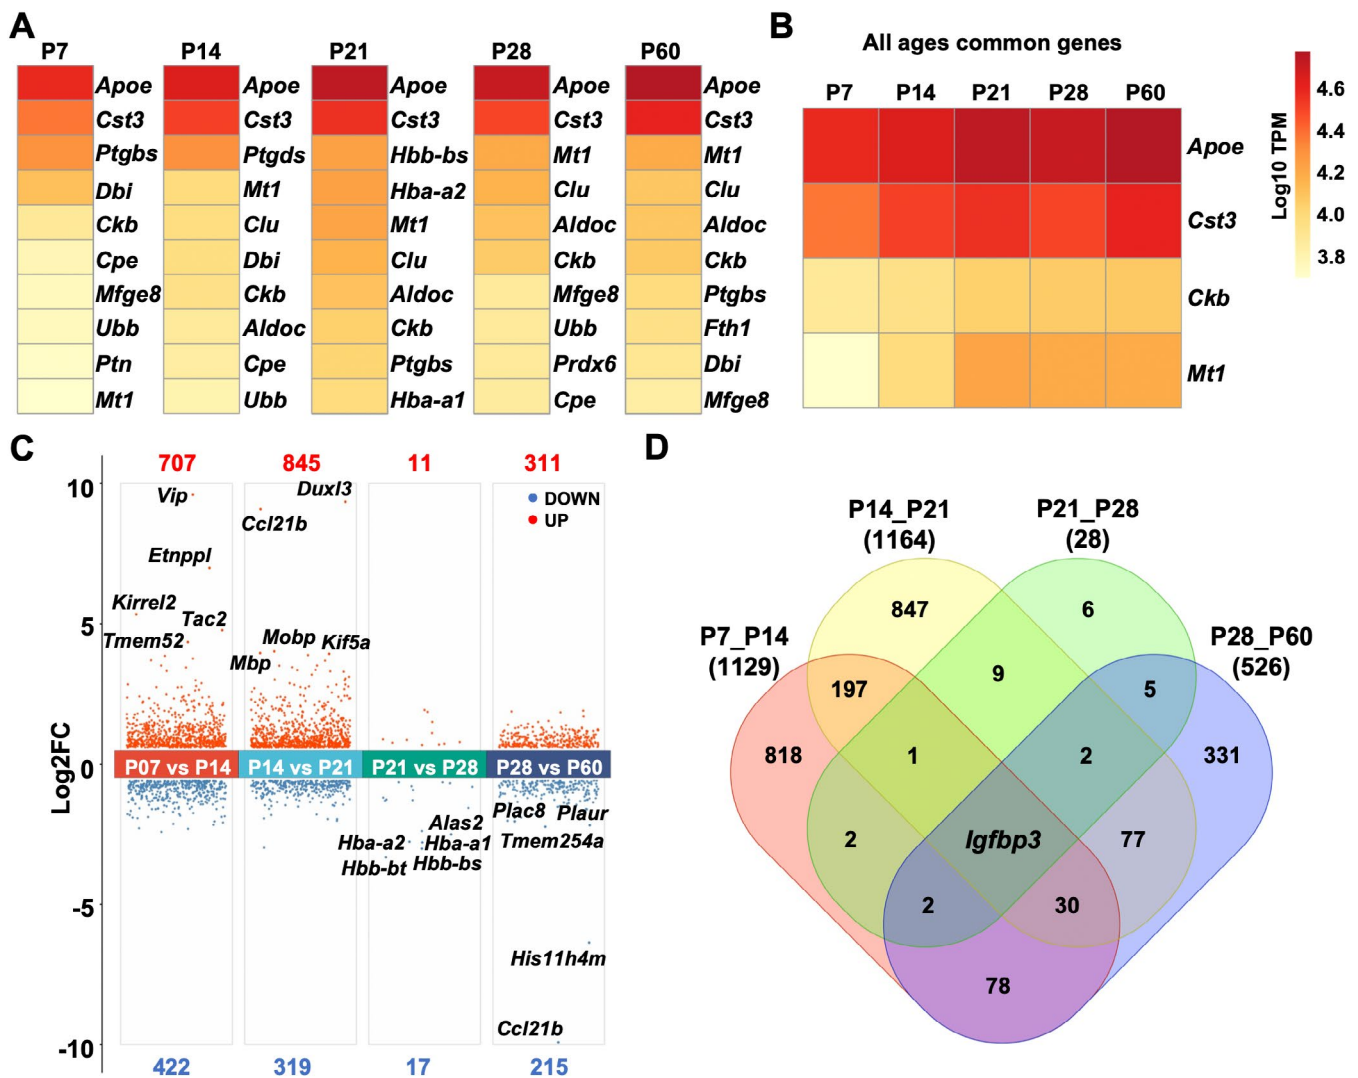 A
P7
P14
P21
P28
P60
Apoe
Cst3
Ptgbs
Dbi
Ckb
Cpe
Mfge8
Ubb
Ptn
Mt1
Apoe
Cst3
Ptgds
Mt1
Clu
Dbi
Ckb
Aldoc
Cpe
Ubb
Apoe
Cst3
Hbb-bs
Hba-a2
Mt1
Clu
Aldoc
Ckb
Ptgbs
Hba-a1
Apoe
Cst3
Mt1
Clu
Aldoc
Ckb
Mfge8
Ubb
Prdx6
Cpe
Apoe
Cst3
Mt1
Clu
Aldoc
Ckb
Ptgbs
Fth1
Dbi
Mfge8
B
All ages common genes
P7
P14
P21
P28
P60
Apoe
Cst3
Ckb
Mt1
Log10 TPM
4.6
4.4
4.2
4.0
3.8
C
707
845
11
311
Log2FC
10
5
0
-5
-10
DOWN
UP
Vip
Etnppl
Kirrel2
Tac2
Tmem52
Duxl3
Ccl21b
Mobp
Kif5a
Mbp
P07 vs P14
P14 vs P21
P21 vs P28
P28 vs P60
Alas2
Hba-a2
Hba-a1
Hbb-bt
Hbb-bs
Plac8
Plaur
Tmem254a
His11h4m
Ccl21b
422
319
17
215
D
P14_P21
(1164)
P21_P28
(28)
P7_P14
(1129)
P28_P60
(526)
847
6
197
9
5
818
1
2
331
2
Igfbp3
77
2
30
78